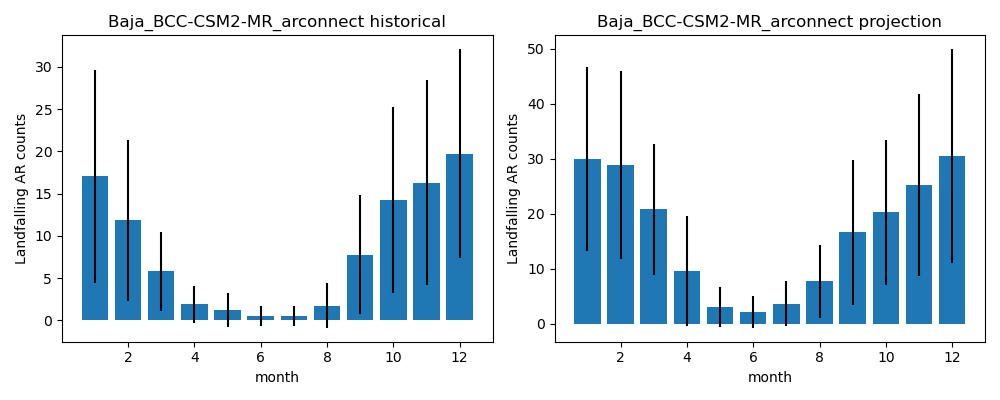 Baja_BCC-CSM2-MR_arconnect historical
Landfalling AR counts
30
25
20
15
10
5
0
2 4 6 8 10 12
month
Baja_BCC-CSM2-MR_arconnect projection
Landfalling AR counts
50
40
30
20
10
0
2 4 6 8 10 12
month